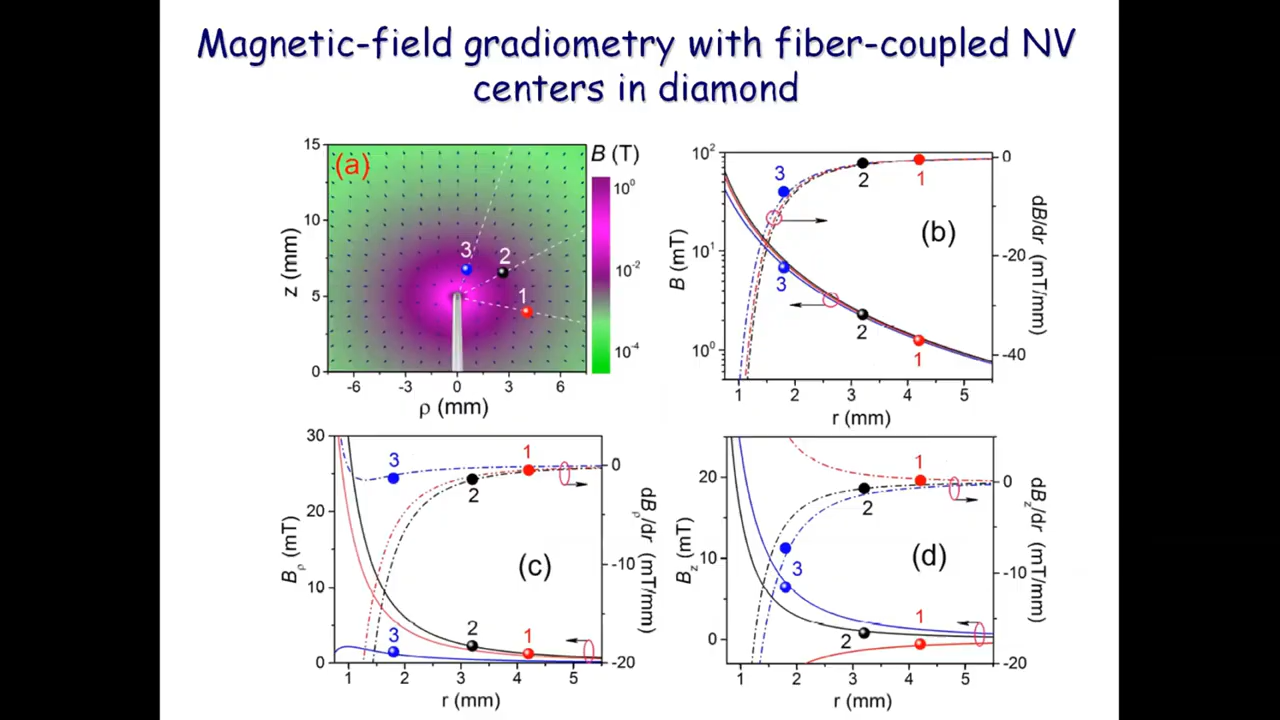 Magnetic-field gradiometry with fiber-coupled NV
centers in diamond
(a)
B (T)
10⁰
10⁻²
10⁻⁴
15
10
5
0
z (mm)
-6 -3 0 3 6
ρ (mm)
3
2
1
(b)
10²
10¹
10⁰
B (mT)
0
-20
-40
dB/dr (mT/mm)
1 2 3 4 5
r (mm)
3
2
1
3
2
1
(c)
30
20
10
0
Bρ (mT)
0
-10
-20
dBρ/dr (mT/mm)
1 2 3 4 5
r (mm)
3
2
1
3
2
1
(d)
20
10
0
Bz (mT)
0
-10
-20
dBz/dr (mT/mm)
1 2 3 4 5
r (mm)
1
2
3
1
2